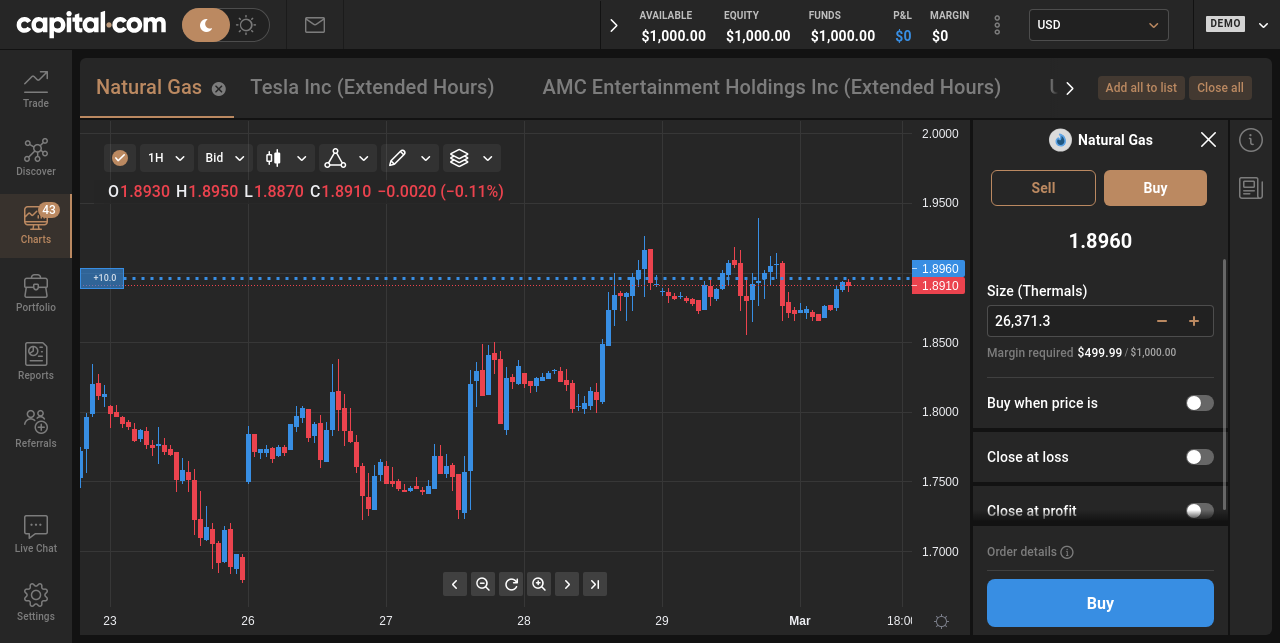 capital.com
AVAILABLE EQUITY FUNDS P&L MARGIN
$1,000.00 $1,000.00 $1,000.00 $0 $0
USD
DEMO
Trade
Discover
43
Charts
Portfolio
Reports
Referrals
Live Chat
Settings
Natural Gas Tesla Inc (Extended Hours) AMC Entertainment Holdings Inc (Extended Hours)
Add all to list Close all
1H Bid
O1.8930 H1.8950 L1.8870 C1.8910 −0.0020 (−0.11%)
+10.0
2.0000
1.9500
1.8960
1.8910
1.8500
1.8000
1.7500
1.7000
23 26 27 28 29 Mar 18:00
Natural Gas
Sell Buy
1.8960
Size (Thermals)
26,371.3
Margin required $499.99 / $1,000.00
Buy when price is
Close at loss
Close at profit
Order details
Buy